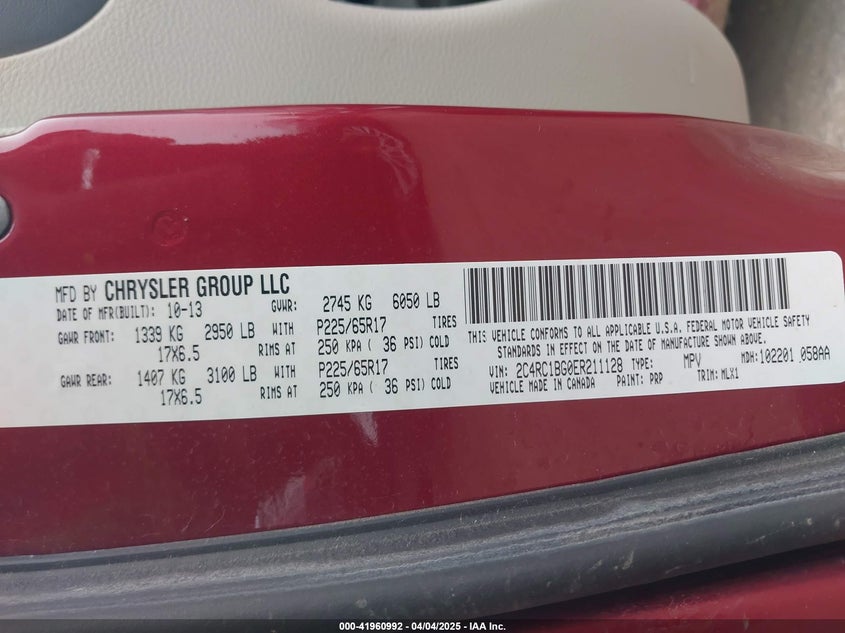 MFD BY CHRYSLER GROUP LLC
DATE OF MFR(BUILT): 10-13 GVWR: 2745 KG 6050 LB
GAWR FRONT: 1339 KG 2950 LB WITH P225/65R17 TIRES
17X6.5 RIMS AT 250 KPA ( 36 PSI) COLD
GAWR REAR: 1407 KG 3100 LB WITH P225/65R17 TIRES
17X6.5 RIMS AT 250 KPA ( 36 PSI) COLD
THIS VEHICLE CONFORMS TO ALL APPLICABLE U.S.A. FEDERAL MOTOR VEHICLE SAFETY
STANDARDS IN EFFECT ON THE DATE OF MANUFACTURE SHOWN ABOVE.
VIN: 2C4RC1BG0ER211128 TYPE: MPV MDH: 102201 058AA
VEHICLE MADE IN CANADA PAINT: PRP TRIM: MLX1
000-41960992 - 04/04/2025 - IAA Inc.